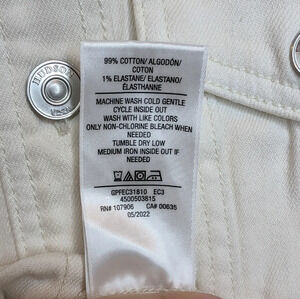 HUDSON
99% COTTON/ ALGODÓN/
COTON
1% ELASTANE/ ELASTANO/
ÉLASTHANNE
MACHINE WASH COLD GENTLE
CYCLE INSIDE OUT
WASH WITH LIKE COLORS
ONLY NON-CHLORINE BLEACH WHEN
NEEDED
TUMBLE DRY LOW
MEDIUM IRON INSIDE OUT IF
NEEDED
GPFEC31810 EC3
4500503815
RN# 107906 CA# 00635
05/2022